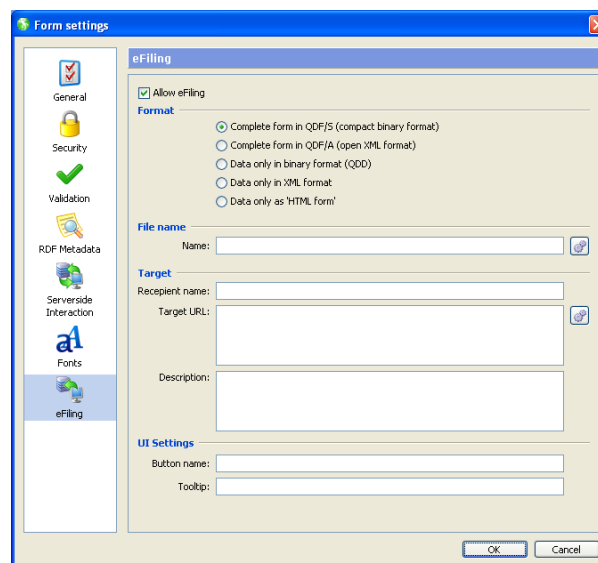 Form settings
eFiling
General
Security
Validation
RDF Metadata
Serverside
Interaction
Fonts
eFiling
Allow eFiling
Format
Complete form in QDF/S (compact binary format)
Complete form in QDF/A (open XML format)
Data only in binary format (QDD)
Data only in XML format
Data only as 'HTML form'
File name
Name:
Target
Recepient name:
Target URL:
Description:
UI Settings
Button name:
Tooltip:
OK
Cancel